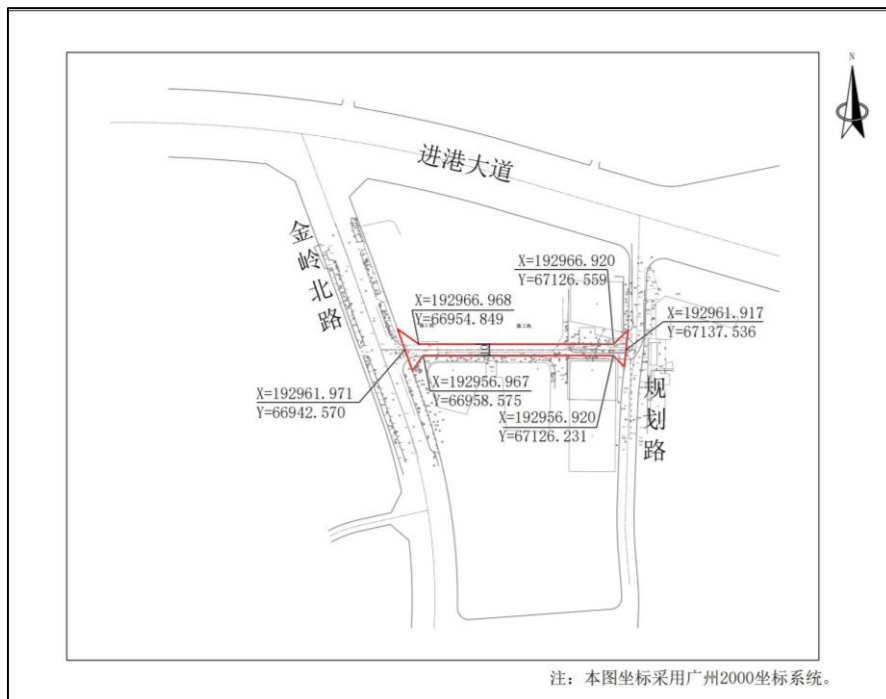 N
进港大道
金岭北路
X=192966.920
Y=67126.559
X=192966.968
Y=66954.849
X=192961.917
Y=67137.536
X=192961.971
Y=66942.570
X=192956.967
Y=66958.575
X=192956.920
Y=67126.231
规划路
注：本图坐标采用广州2000坐标系统。